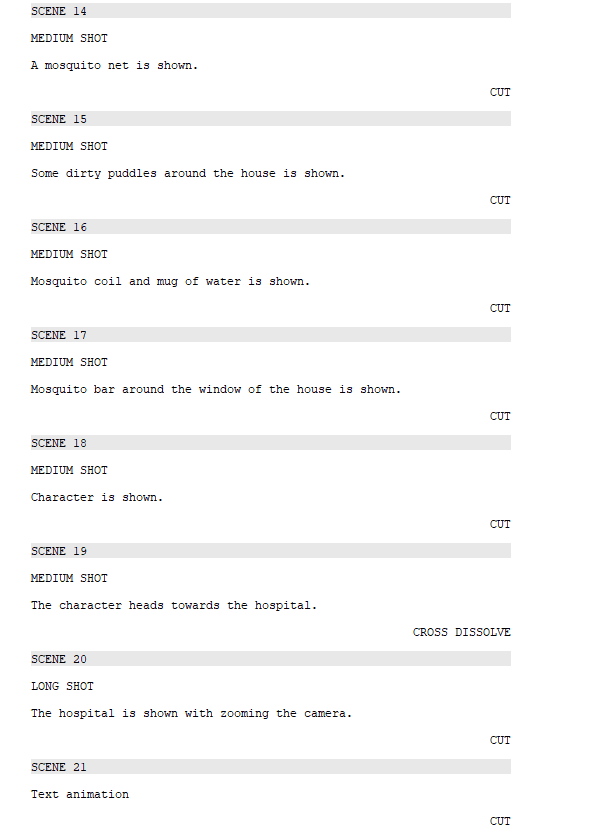 SCENE 14
MEDIUM SHOT
A mosquito net is shown.
CUT
SCENE 15
MEDIUM SHOT
Some dirty puddles around the house is shown.
CUT
SCENE 16
MEDIUM SHOT
Mosquito coil and mug of water is shown.
CUT
SCENE 17
MEDIUM SHOT
Mosquito bar around the window of the house is shown.
CUT
SCENE 18
MEDIUM SHOT
Character is shown.
CUT
SCENE 19
MEDIUM SHOT
The character heads towards the hospital.
CROSS DISSOLVE
SCENE 20
LONG SHOT
The hospital is shown with zooming the camera.
CUT
SCENE 21
Text animation
CUT